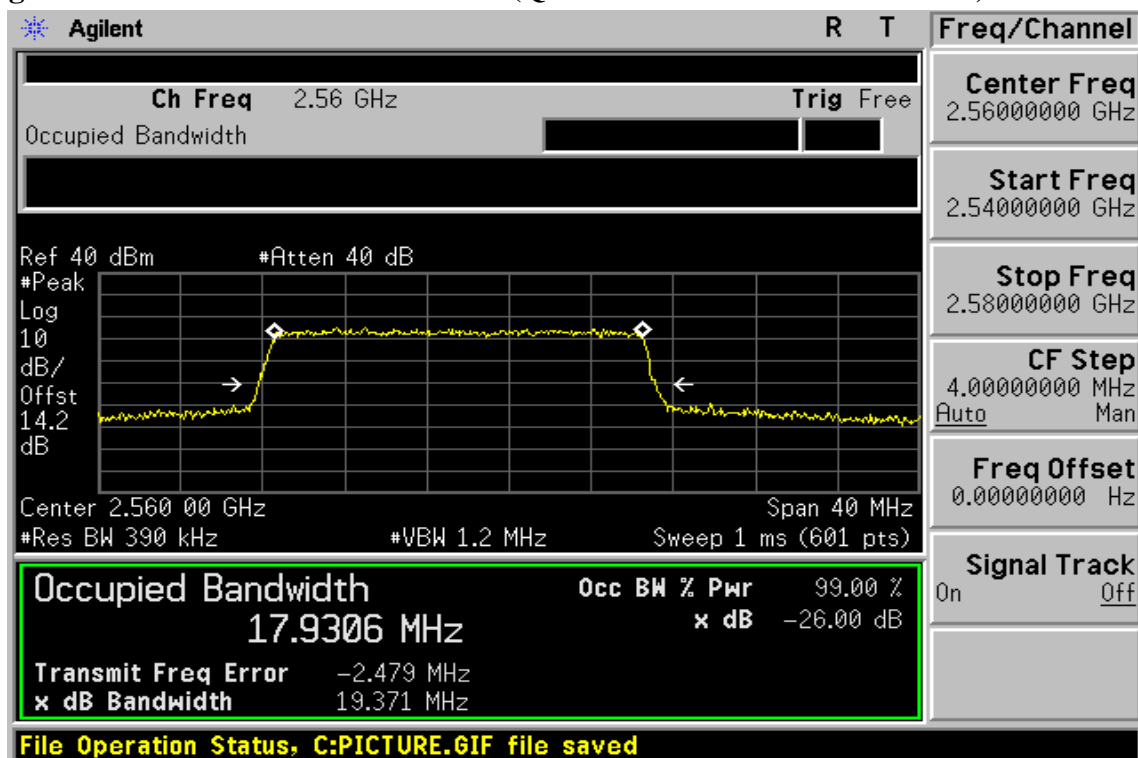 Agilent R T
Freq/Channel
Ch Freq 2.56 GHz Trig Free
Occupied Bandwidth
Center Freq
2.56000000 GHz
Start Freq
2.54000000 GHz
Stop Freq
2.58000000 GHz
CF Step
4.00000000 MHz
Auto Man
Freq Offset
0.00000000 Hz
Signal Track
On Off
Ref 40 dBm #Atten 40 dB
#Peak
Log
10
dB/
Offst
14.2
dB
Center 2.560 00 GHz Span 40 MHz
#Res BW 390 kHz #VBW 1.2 MHz Sweep 1 ms (601 pts)
Occupied Bandwidth Occ BW % Pwr 99.00 %
17.9306 MHz x dB -26.00 dB
Transmit Freq Error -2.479 MHz
x dB Bandwidth 19.371 MHz
File Operation Status, C:PICTURE.GIF file saved